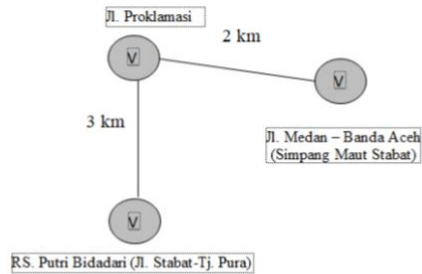 Jl. Proklamasi
2 km
V
V
3 km
Jl. Medan – Banda Aceh
(Simpang Maut Stabat)
V
RS. Putri Bidadari (Jl. Stabat-Tj. Pura)